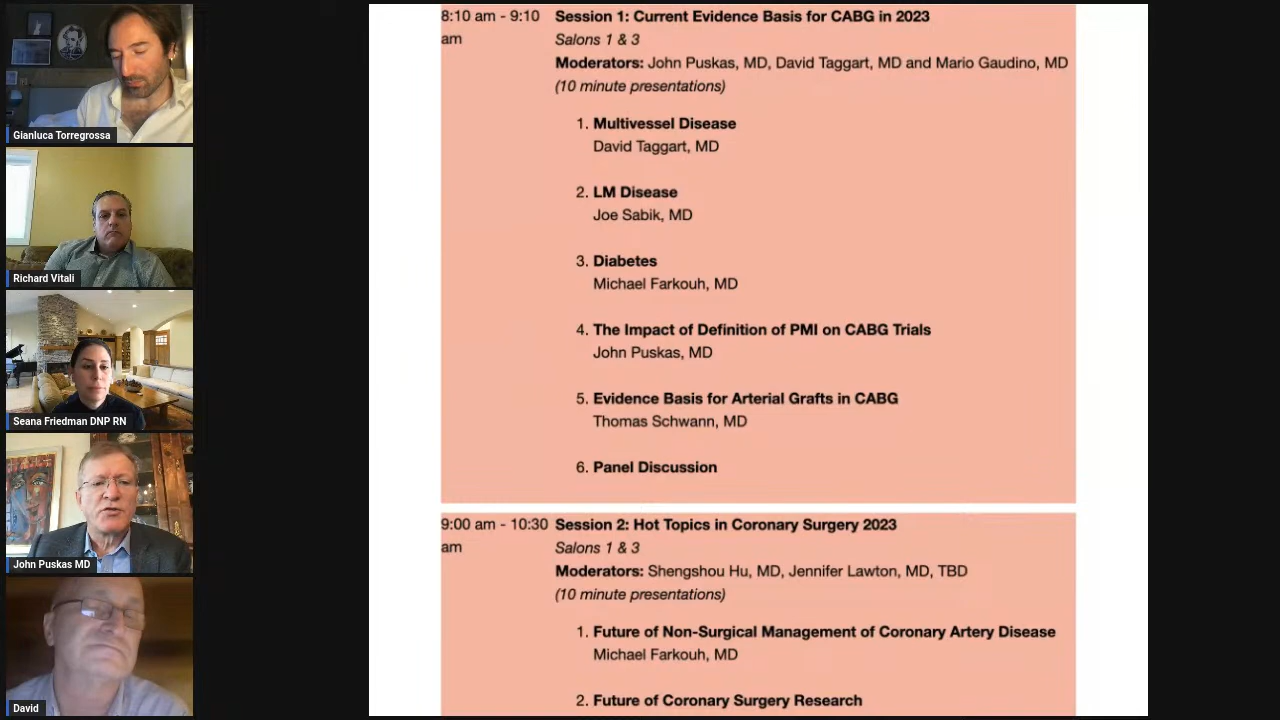 Gianluca Torregrossa
Richard Vitali
Seana Friedman DNP RN
John Puskas MD
David
8:10 am - 9:10 am
Session 1: Current Evidence Basis for CABG in 2023
Salons 1 & 3
Moderators: John Puskas, MD, David Taggart, MD and Mario Gaudino, MD
(10 minute presentations)
1. Multivessel Disease
David Taggart, MD
2. LM Disease
Joe Sabik, MD
3. Diabetes
Michael Farkouh, MD
4. The Impact of Definition of PMI on CABG Trials
John Puskas, MD
5. Evidence Basis for Arterial Grafts in CABG
Thomas Schwann, MD
6. Panel Discussion
9:00 am - 10:30 am
Session 2: Hot Topics in Coronary Surgery 2023
Salons 1 & 3
Moderators: Shengshou Hu, MD, Jennifer Lawton, MD, TBD
(10 minute presentations)
1. Future of Non-Surgical Management of Coronary Artery Disease
Michael Farkouh, MD
2. Future of Coronary Surgery Research